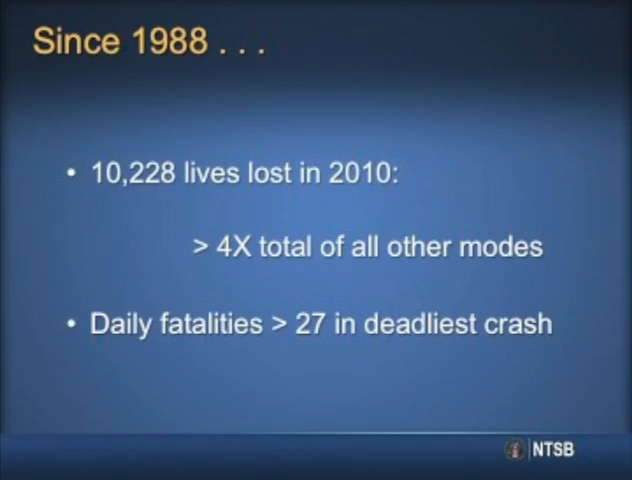 Since 1988 . . .
• 10,228 lives lost in 2010:
> 4X total of all other modes
• Daily fatalities > 27 in deadliest crash
NTSB